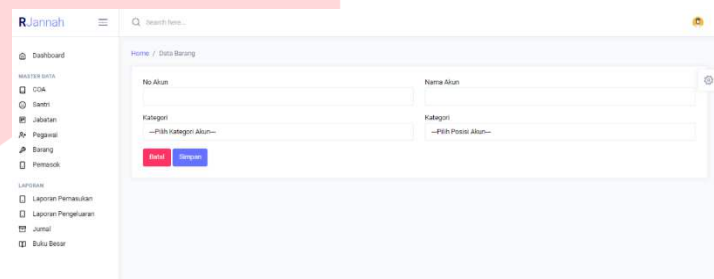 RJannah
Search here...
Dashboard
MASTER DATA
COA
Santri
Jabatan
Pegawai
Barang
Pemasok
LAPORAN
Laporan Pemasukan
Laporan Pengeluaran
Jurnal
Buku Besar
Home / Data Barang
No Akun
Nama Akun
Kategori
Kategori
---Pilih Kategori Akun---
---Pilih Posisi Akun---
Batal Simpan